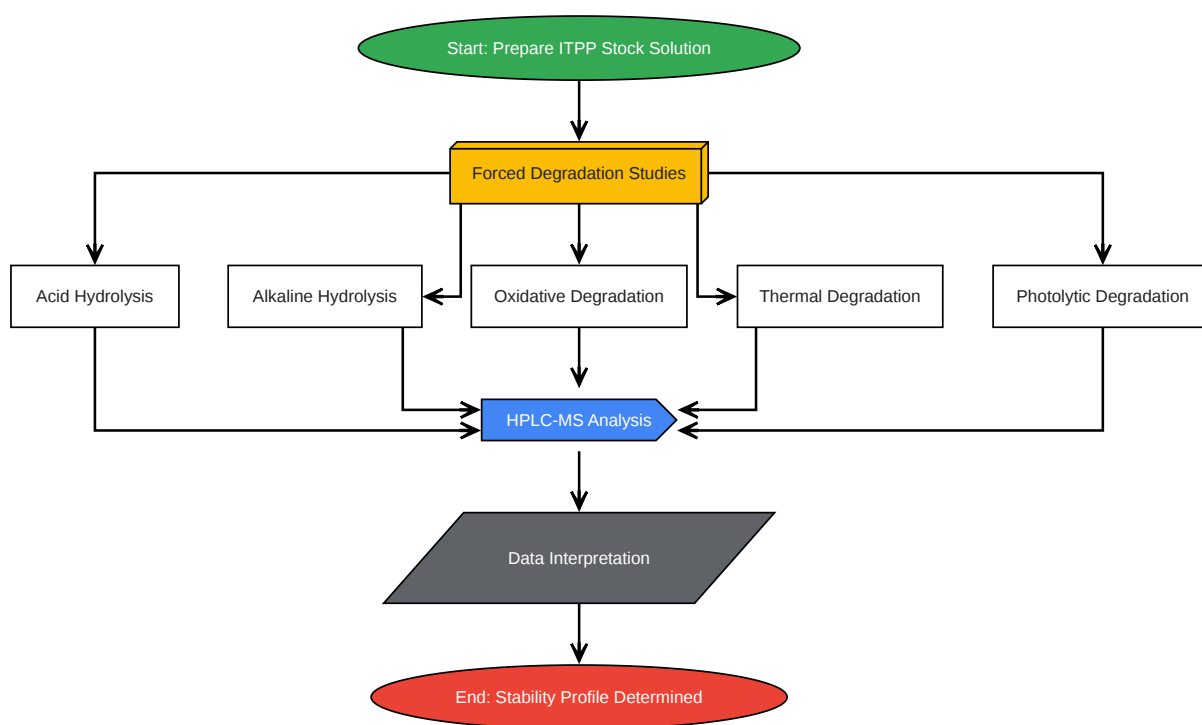 Start: Prepare ITPP Stock Solution
Forced Degradation Studies
Acid Hydrolysis
Alkaline Hydrolysis
Oxidative Degradation
Thermal Degradation
Photolytic Degradation
HPLC-MS Analysis
Data Interpretation
End: Stability Profile Determined